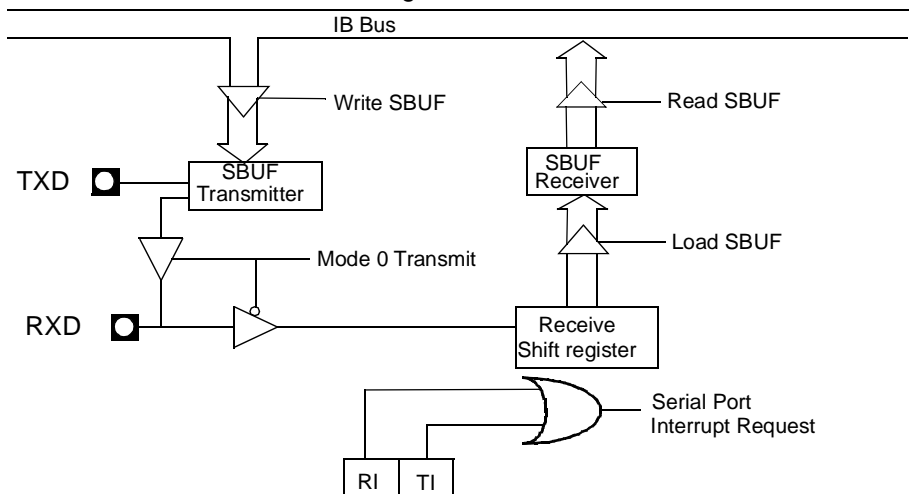 IB Bus
Write SBUF
Read SBUF
SBUF
Transmitter
SBUF
Receiver
TXD
Load SBUF
Mode 0 Transmit
RXD
Receive
Shift register
Serial Port
Interrupt Request
RI
TI